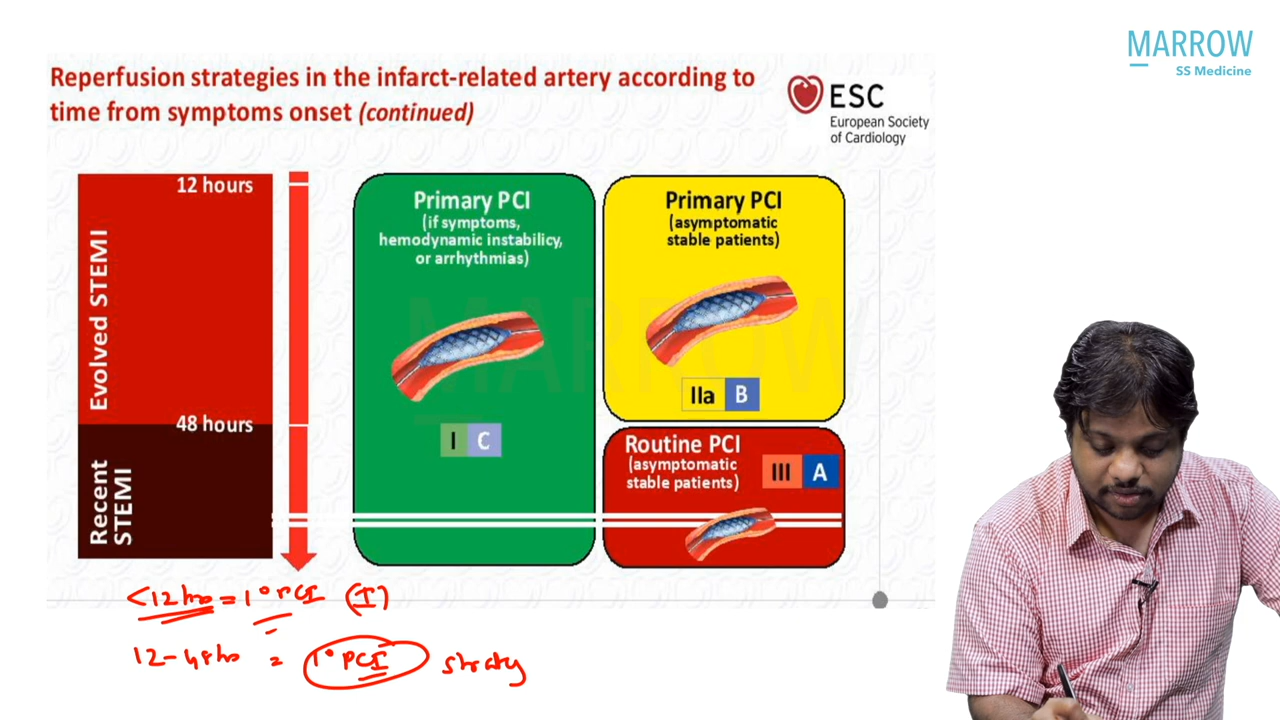 MARROW
SS Medicine
Reperfusion strategies in the infarct-related artery according to
time from symptoms onset (continued)
ESC
European Society
of Cardiology
12 hours
Evolved STEMI
48 hours
Recent
STEMI
Primary PCI
(if symptoms,
hemodynamic instabilicy,
or arrhythmias)
I C
Primary PCI
(asymptomatic
stable patients)
IIa B
Routine PCI
(asymptomatic
stable patients)
III A
MARROW
<12 hrs = 1° PCI (I)
12-48 hrs = 1° PCI